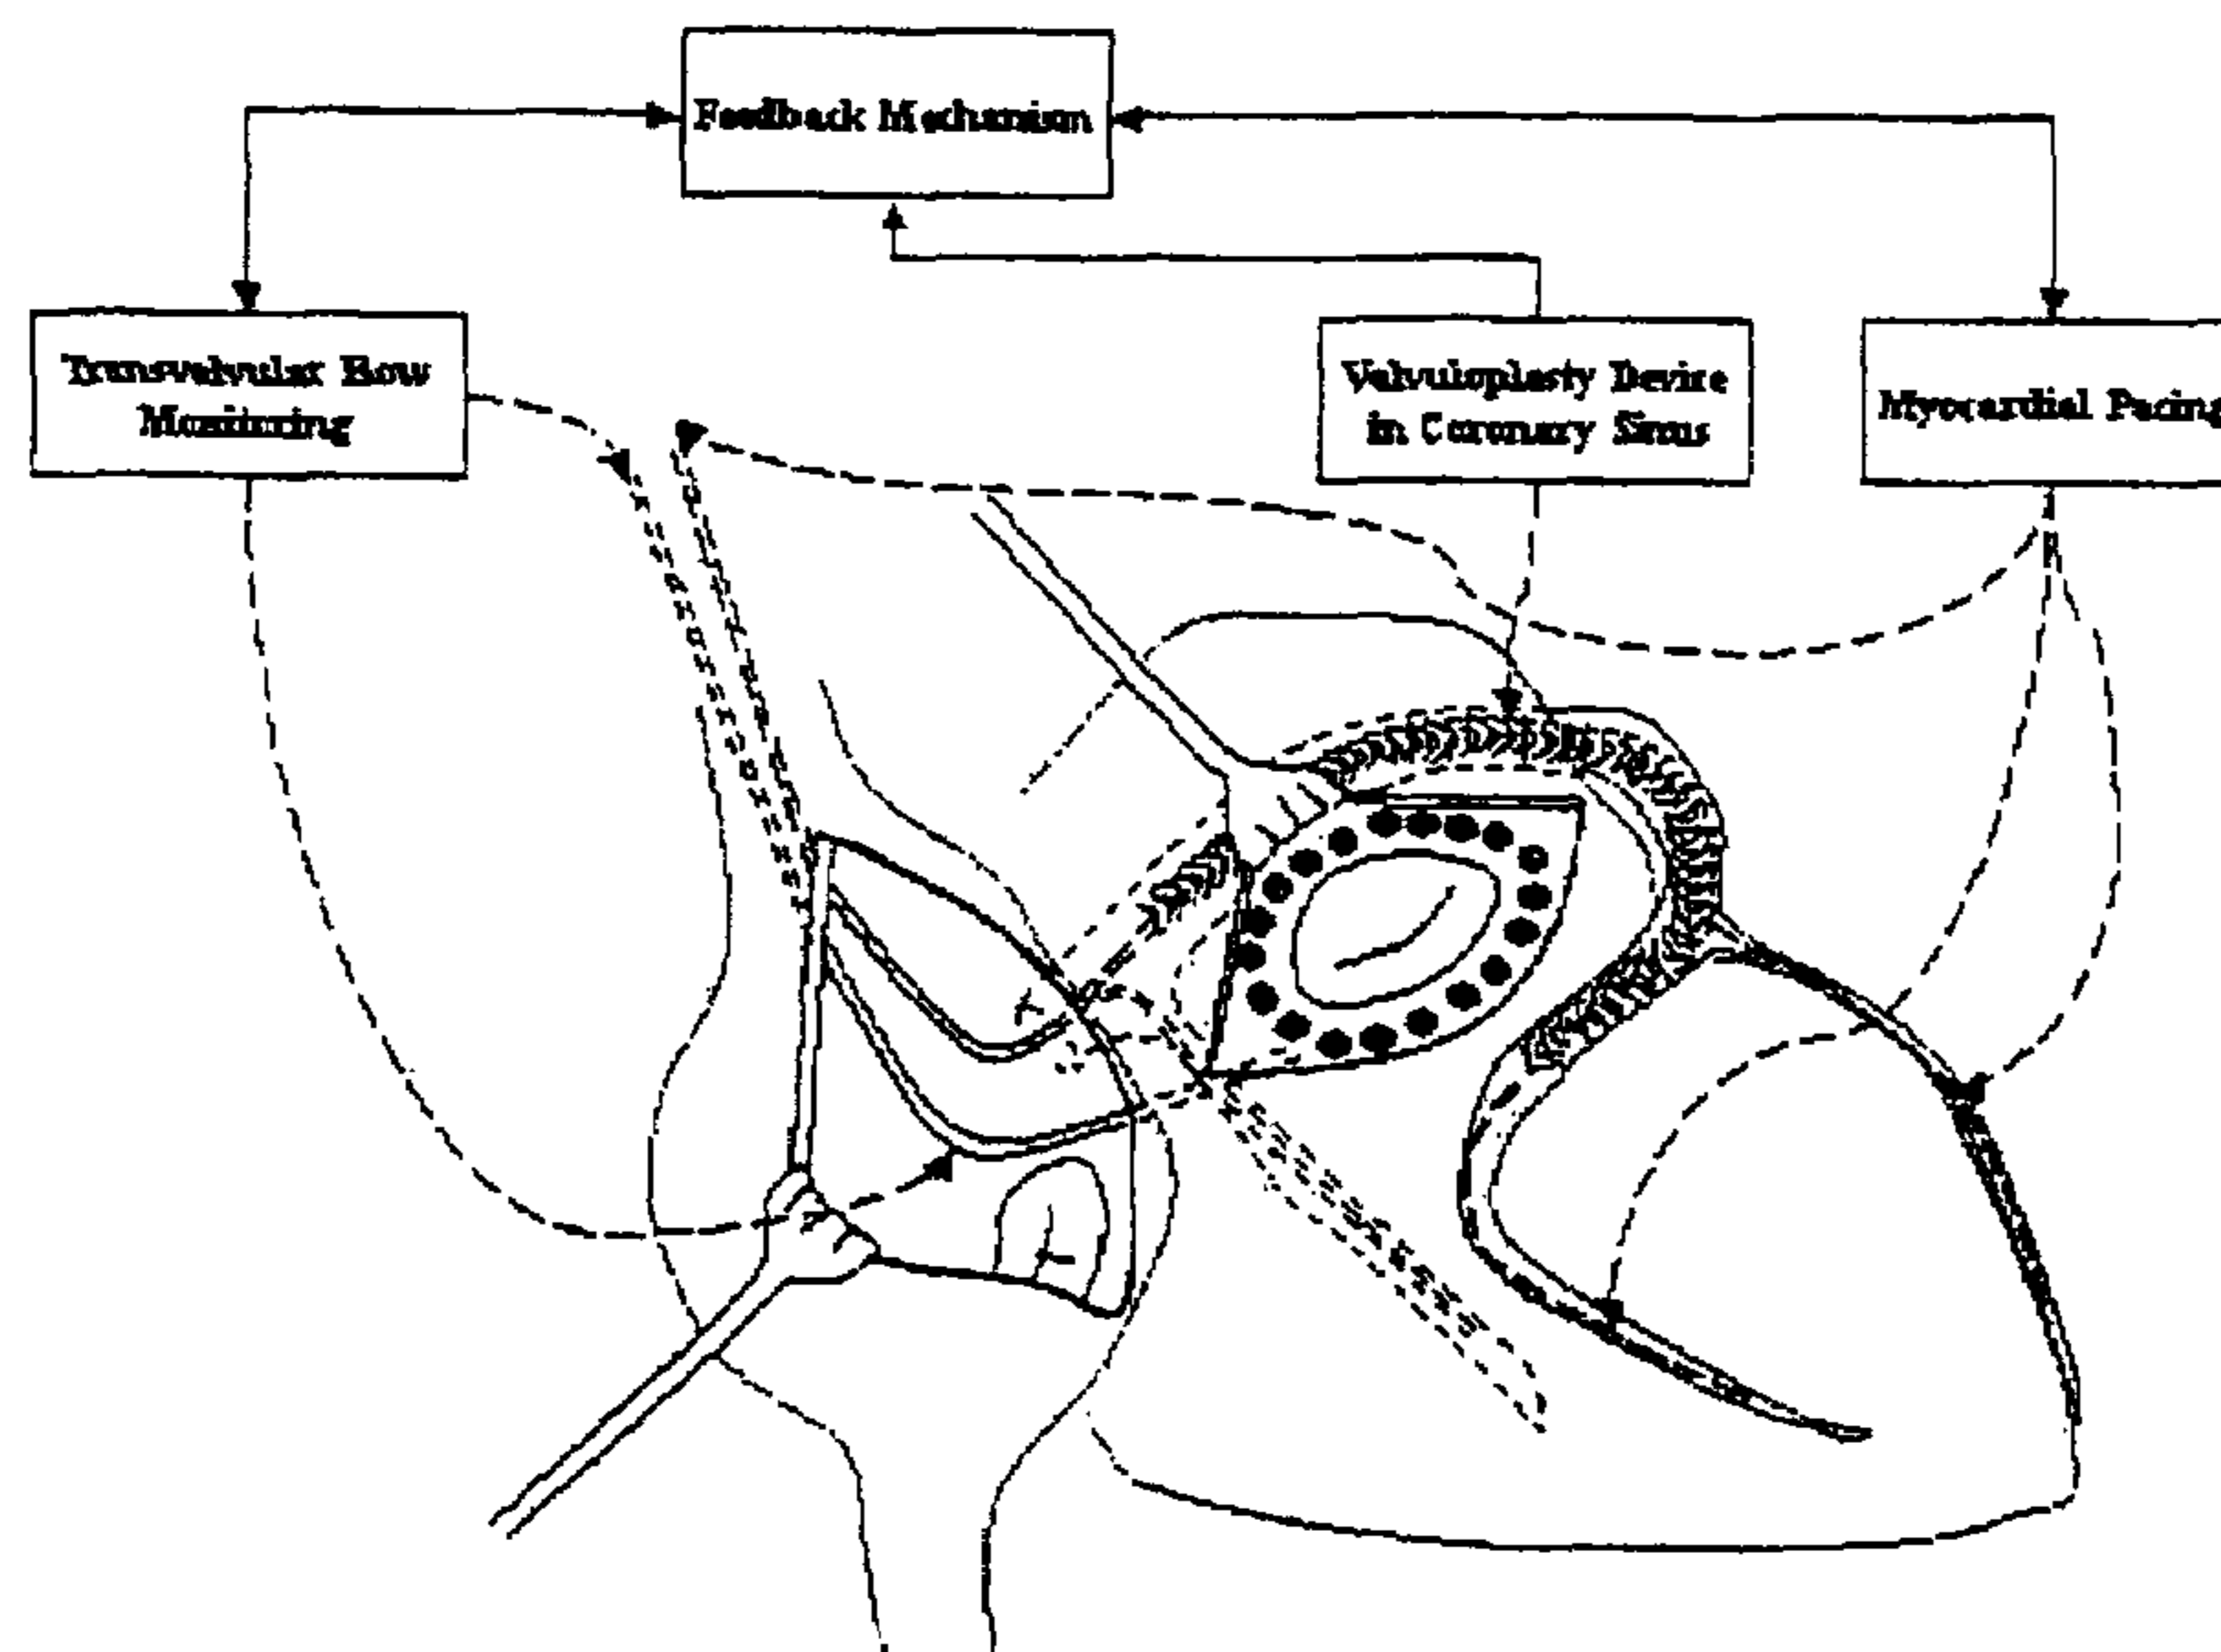 Feedback Mechanism
Transvalvular Flow
Monitoring
Valvuloplasty Device
in Coronary Sinus
Myocardial Pacing